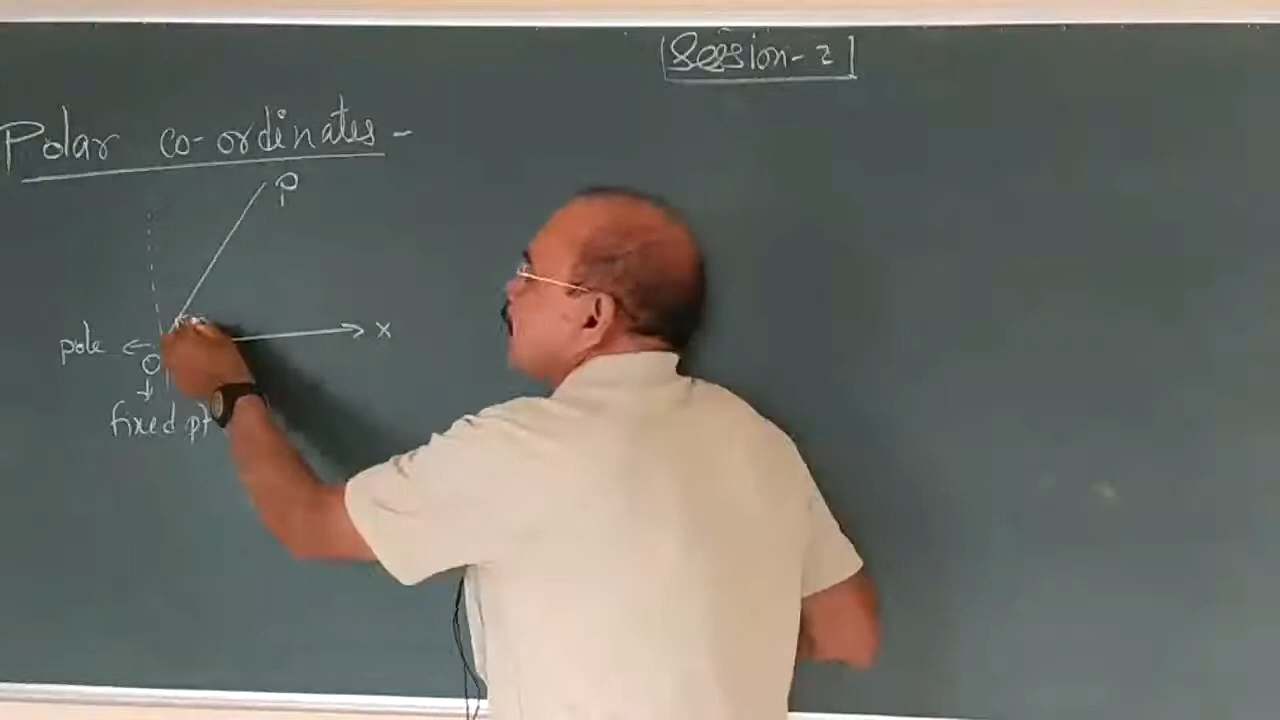 Session-2
Polar co-ordinates-
P
x
pole
O
fixed pt